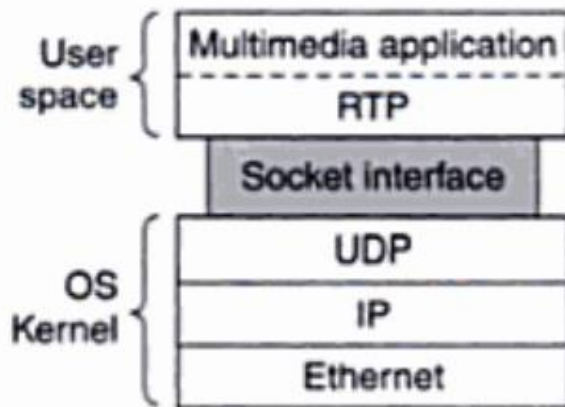 User
space
Multimedia application
RTP
Socket interface
OS
Kernel
UDP
IP
Ethernet